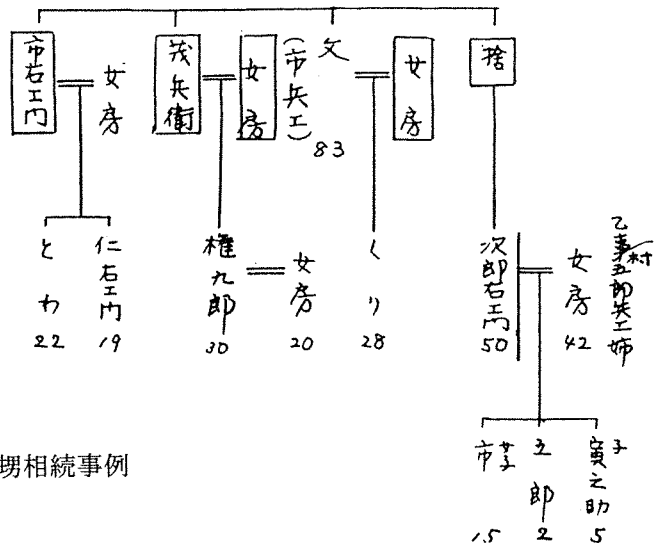 捨
女房
文
(市兵エ)
83
女房
茂兵衛
女房
市右エ門
乙事村五郎兵エ姉
女房
42
次郎右エ門
50
くり
28
女房
20
権九郎
30
仁右エ門
19
とわ
22
子
寅之助
5
郎
2
市
15
甥相続事例